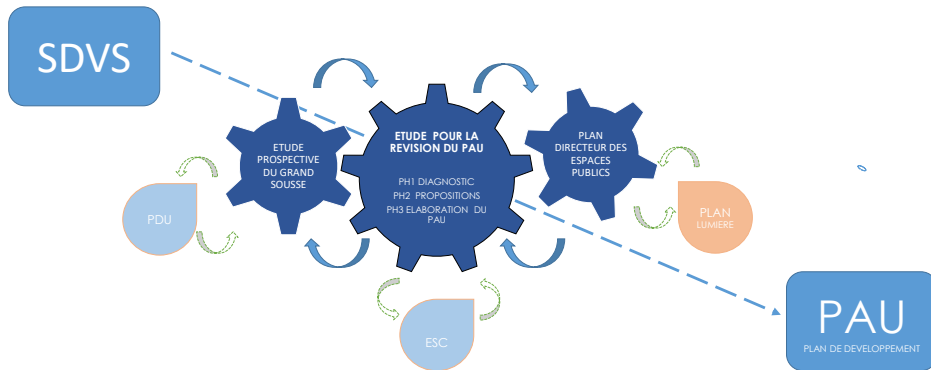 SDVS
ETUDE
PROSPECTIVE
DU GRAND
SOUSSE
ETUDE POUR LA
REVISION DU PAU
PH1 DIAGNOSTIC
PH2 PROPOSITIONS
PH3 ELABORATION DU
PAU
PLAN
DIRECTEUR DES
ESPACES
PUBLICS
PDU
PLAN
LUMIERE
ESC
PAU
PLAN DE DEVELOPPEMENT